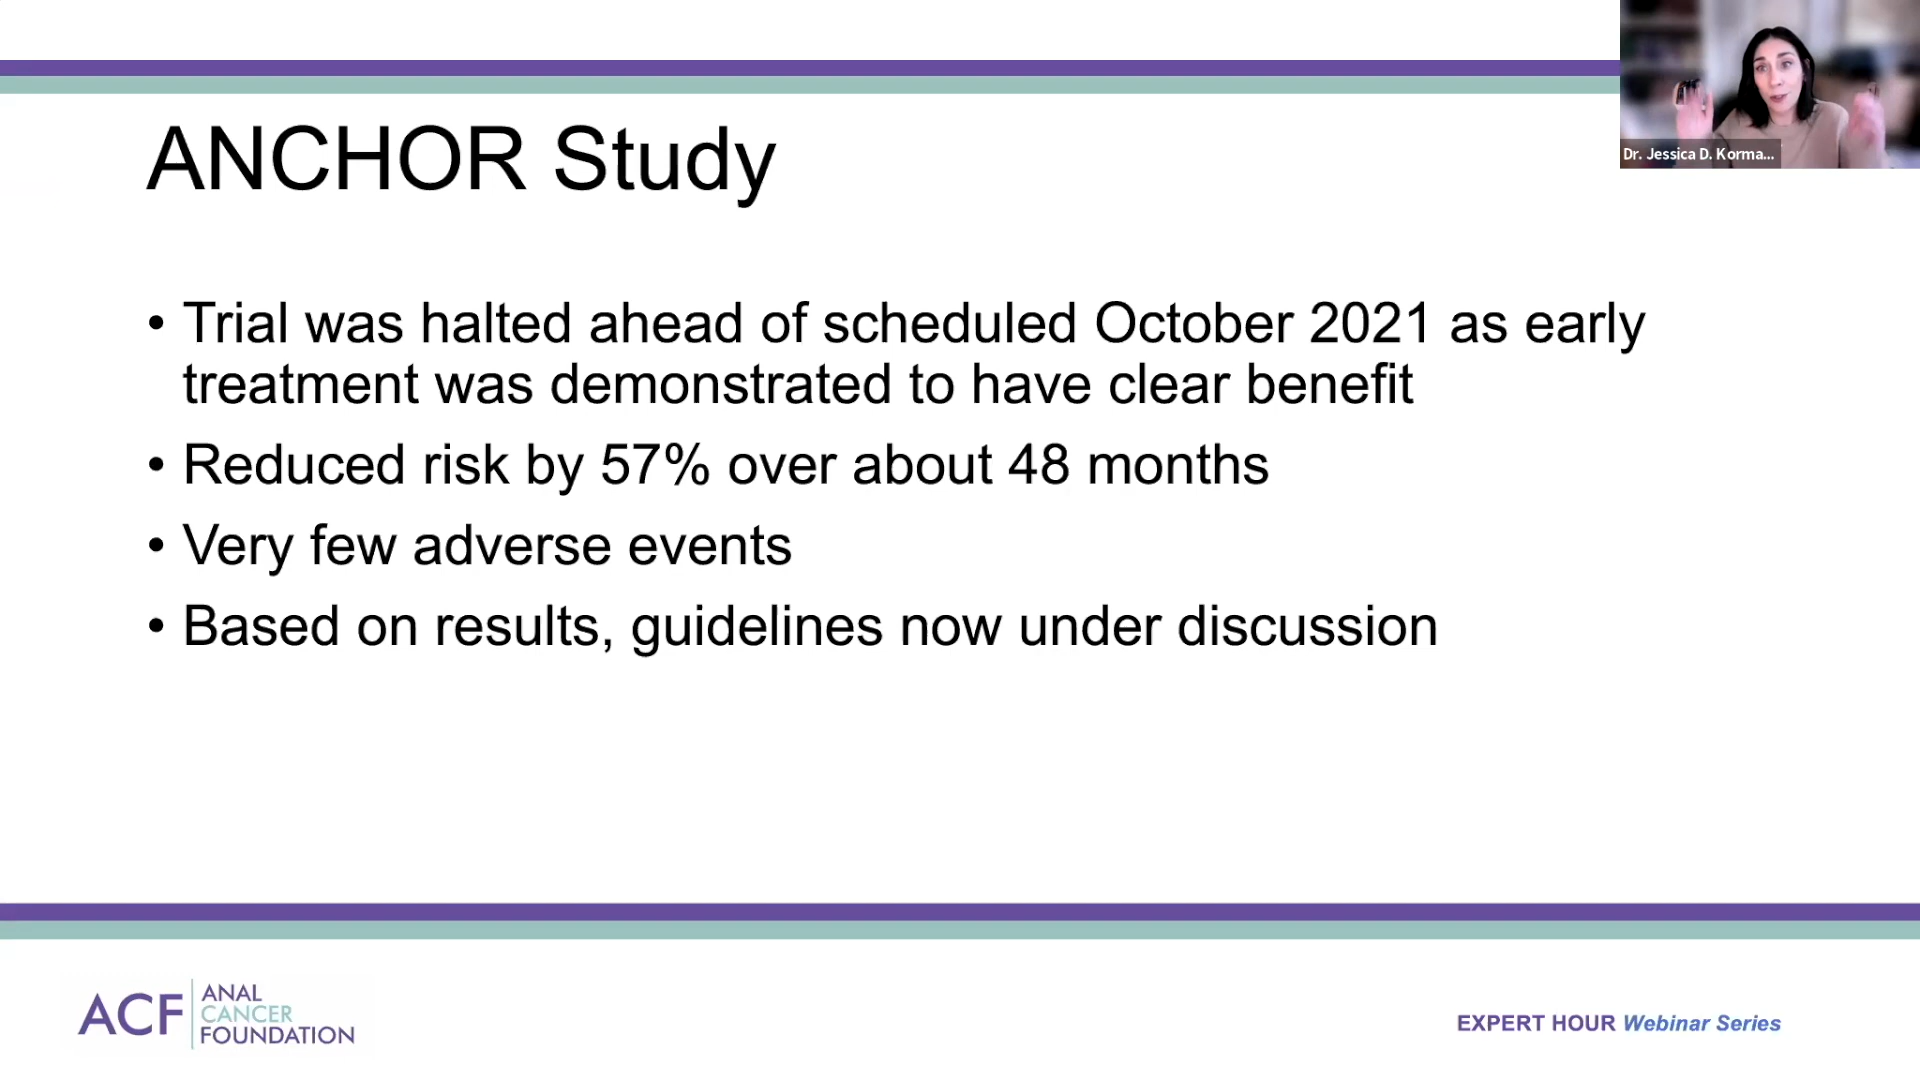 Dr. Jessica D. Korma...
ANCHOR Study
• Trial was halted ahead of scheduled October 2021 as early
treatment was demonstrated to have clear benefit
• Reduced risk by 57% over about 48 months
• Very few adverse events
• Based on results, guidelines now under discussion
ACF
ANAL
CANCER
FOUNDATION
EXPERT HOUR Webinar Series